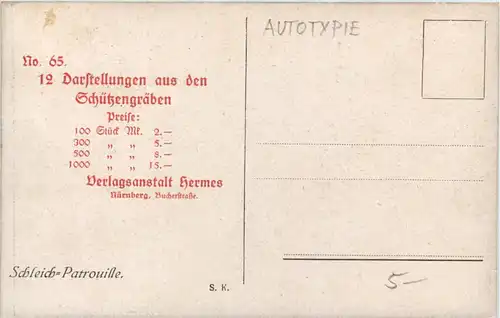 AUTOTYPIE
No. 65.
12 Darſtellungen aus den
Schützengräben
Preiſe:
100 Stück Mk. 2.—
300 „ „ 5.—
500 „ „ 8.—
1000 „ „ 15.—
Verlagsanstalt Hermes
Nürnberg, Bucherſtraße.
Schleich=Patrouille.
S. K.
5—